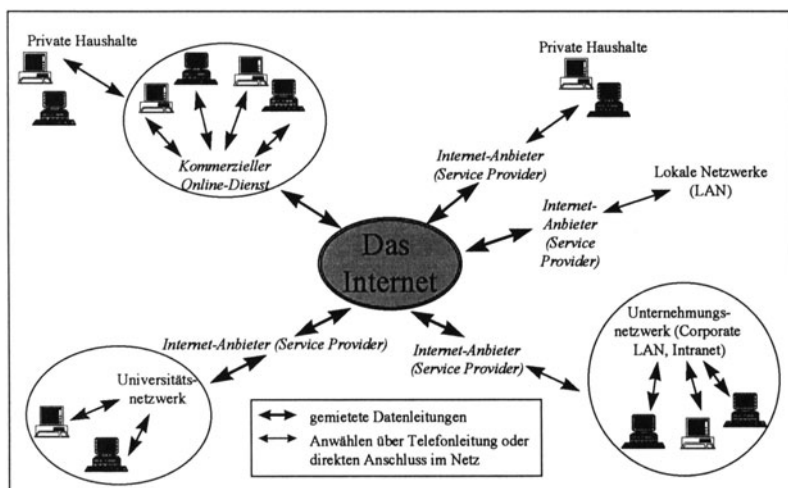 Private Haushalte
Kommerzieller
Online-Dienst
Private Haushalte
Internet-Anbieter
(Service Provider)
Lokale Netzwerke
(LAN)
Internet-
Anbieter
(Service
Provider)
Das
Internet
Internet-Anbieter (Service Provider)
Internet-Anbieter
(Service Provider)
Unternehmungs-
netzwerk (Corporate
LAN, Intranet)
Universitäts-
netzwerk
gemietete Datenleitungen
Anwählen über Telefonleitung oder
direkten Anschluss im Netz